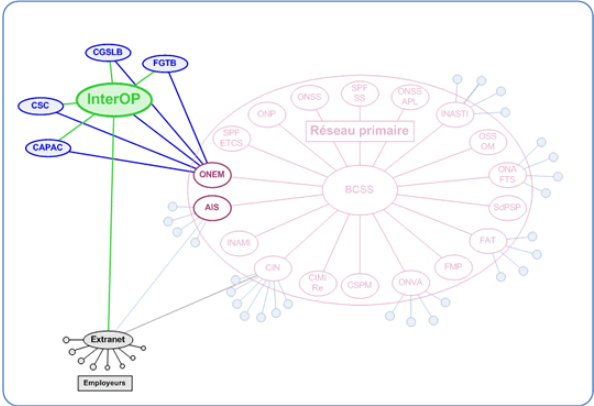 CGSLB
FGTB
InterOP
CSC
CAPAC
ONEM
AIS
SPF
ETCS
ONP
ONSS
SPF
SS
ONSS
APL
INASTI
Réseau primaire
OSS
OM
ONA
FTS
BCSS
SdPSP
INAMI
FAT
CIN
CIMI
Re
CSPM
ONVA
FMP
Extranet
Employeurs